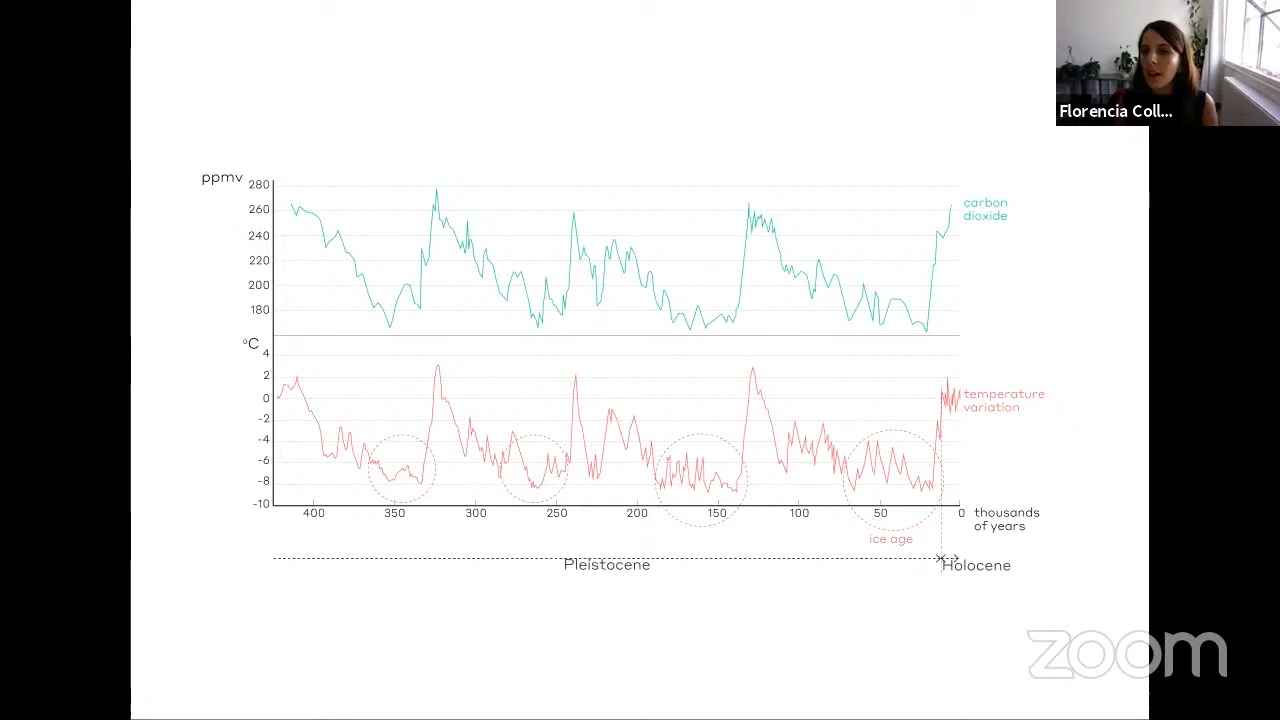 Florencia Coll...
ppmv
280
260
240
220
200
180
carbon
dioxide
°C
4
2
0
-2
-4
-6
-8
-10
temperature
variation
400
350
300
250
200
150
100
50
0
thousands
of years
ice age
Pleistocene
Holocene
zoom